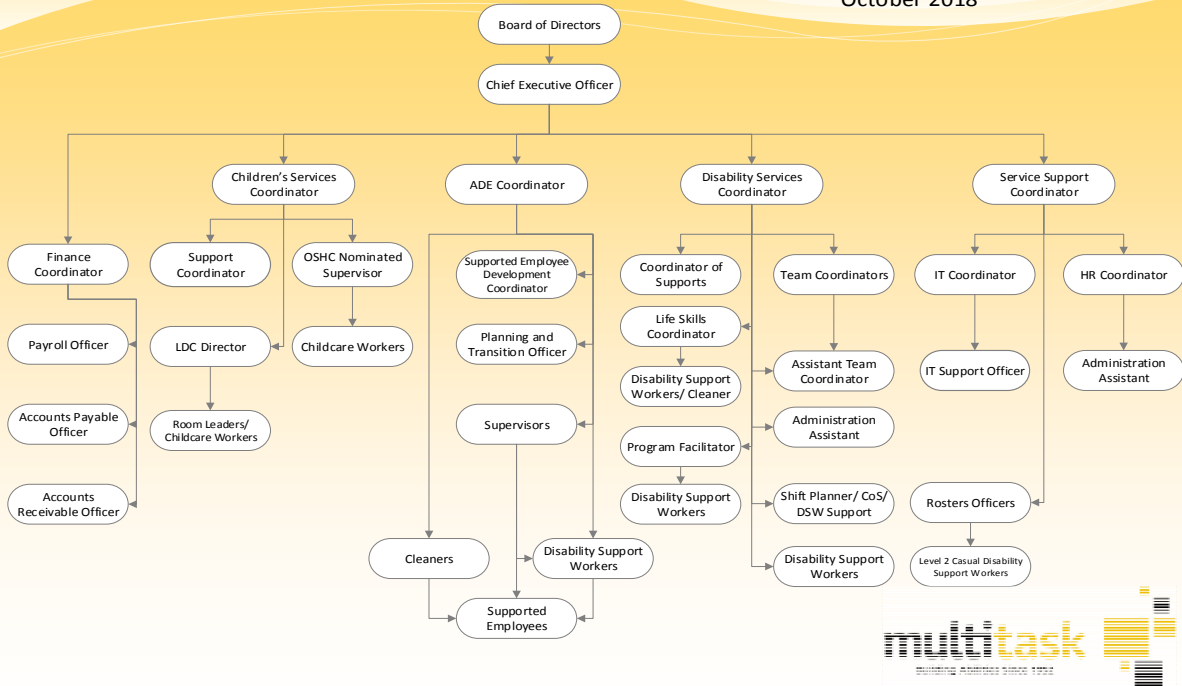 October 2018
Board of Directors
Chief Executive Officer
Children's Services
Coordinator
ADE Coordinator
Disability Services
Coordinator
Service Support
Coordinator
Finance
Coordinator
Support
Coordinator
OSHC Nominated
Supervisor
Supported Employee
Development
Coordinator
Coordinator of
Supports
Team Coordinators
IT Coordinator
HR Coordinator
Life Skills
Coordinator
Payroll Officer
LDC Director
Childcare Workers
Planning and
Transition Officer
Assistant Team
Coordinator
IT Support Officer
Administration
Assistant
Disability Support
Workers/ Cleaner
Accounts Payable
Officer
Room Leaders/
Childcare Workers
Supervisors
Administration
Assistant
Program Facilitator
Accounts
Receivable Officer
Disability Support
Workers
Shift Planner/ CoS/
DSW Support
Rosters Officers
Cleaners
Disability Support
Workers
Disability Support
Workers
Level 2 Casual Disability
Support Workers
Supported
Employees
multitask